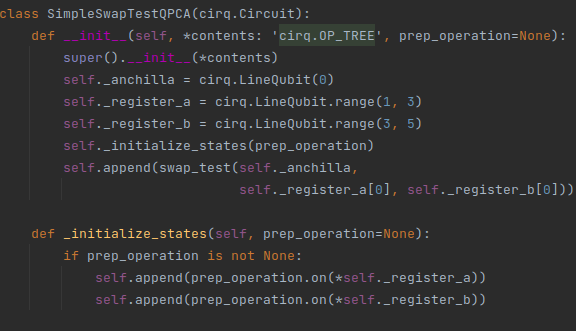 class SimpleSwapTestQPCA(cirq.Circuit):
    def __init__(self, *contents: 'cirq.OP_TREE', prep_operation=None):
        super().__init__(*contents)
        self._anchilla = cirq.LineQubit(0)
        self._register_a = cirq.LineQubit.range(1, 3)
        self._register_b = cirq.LineQubit.range(3, 5)
        self._initialize_states(prep_operation)
        self.append(swap_test(self._anchilla,
                              self._register_a[0], self._register_b[0]))
    def _initialize_states(self, prep_operation=None):
        if prep_operation is not None:
            self.append(prep_operation.on(*self._register_a))
            self.append(prep_operation.on(*self._register_b))